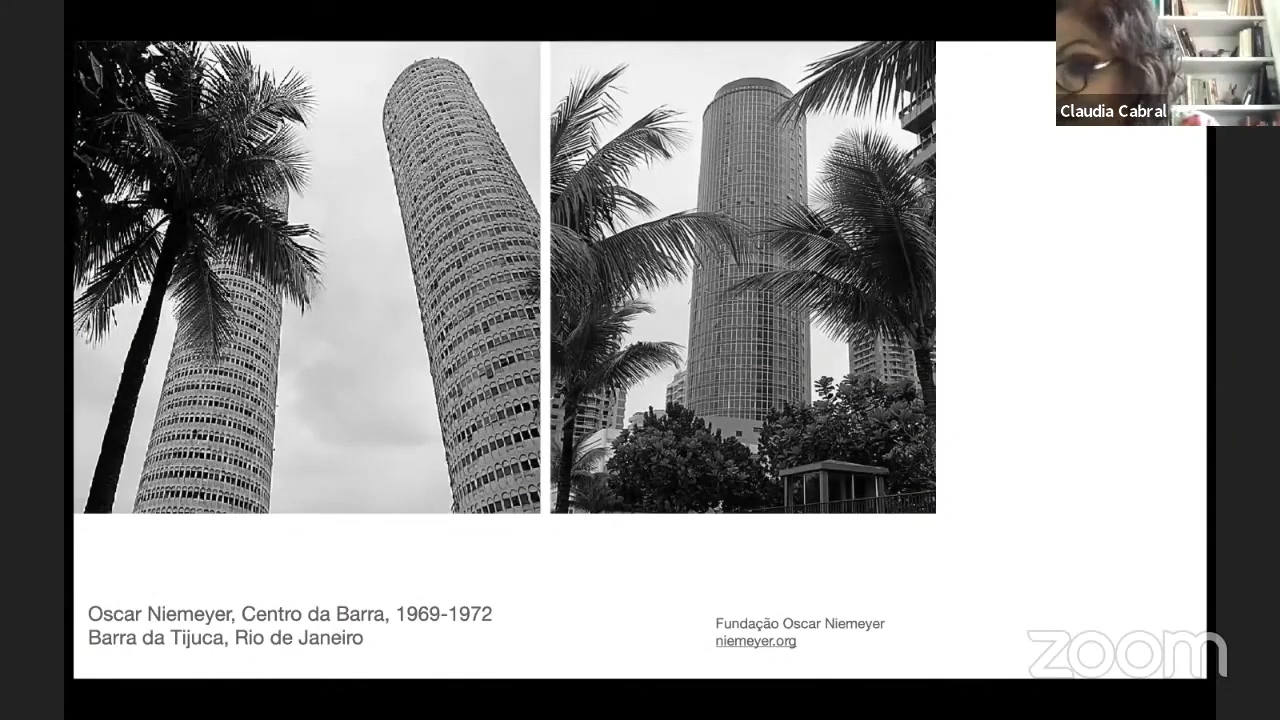 Claudia Cabral
Oscar Niemeyer, Centro da Barra, 1969-1972
Barra da Tijuca, Rio de Janeiro
Fundação Oscar Niemeyer
niemeyer.org
zoom